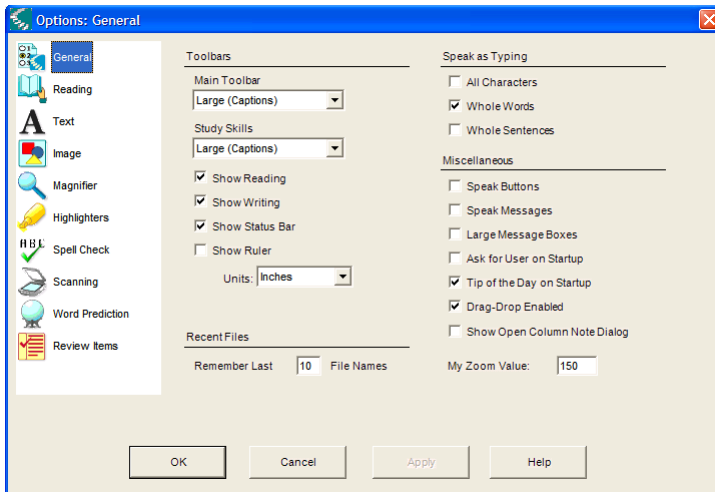 Options: General
General
Reading
Text
Image
Magnifier
Highlighters
Spell Check
Scanning
Word Prediction
Review Items
Toolbars
Main Toolbar
Large (Captions)
Study Skills
Large (Captions)
Show Reading
Show Writing
Show Status Bar
Show Ruler
Units: Inches
Recent Files
Remember Last 10 File Names
Speak as Typing
All Characters
Whole Words
Whole Sentences
Miscellaneous
Speak Buttons
Speak Messages
Large Message Boxes
Ask for User on Startup
Tip of the Day on Startup
Drag-Drop Enabled
Show Open Column Note Dialog
My Zoom Value: 150
OK Cancel Apply Help